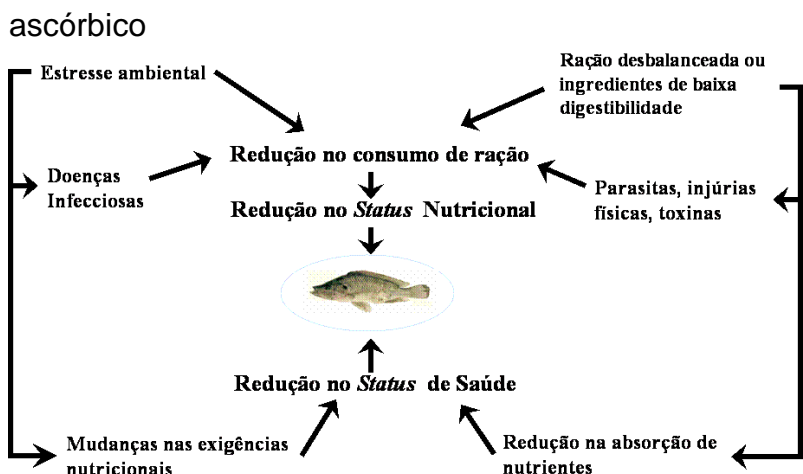 ascórbico
Estresse ambiental
Ração desbalanceada ou
ingredientes de baixa
digestibilidade
Redução no consumo de ração
Doenças
Infecciosas
Parasitas, injúrias
físicas, toxinas
Redução no Status Nutricional
Redução no Status de Saúde
Mudanças nas exigências
nutricionais
Redução na absorção de
nutrientes